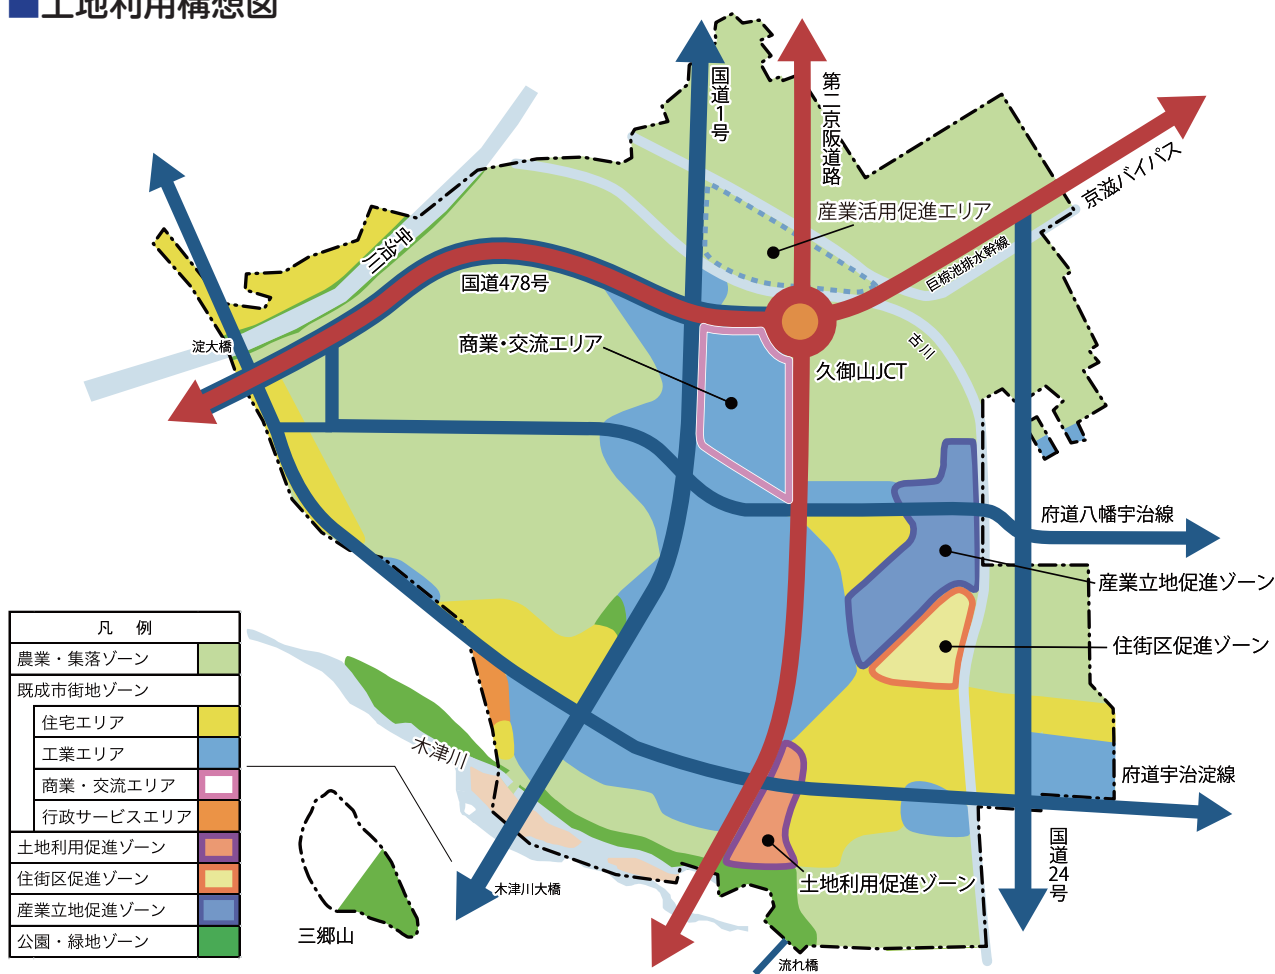 ■土地利用構想図
国道1号
第二京阪道路
京滋バイパス
産業活用促進エリア
巨椋池排水幹線
宇治川
国道478号
淀大橋
商業・交流エリア
久御山JCT
古川
府道八幡宇治線
産業立地促進ゾーン
住街区促進ゾーン
府道宇治淀線
国道24号
木津川
木津川大橋
土地利用促進ゾーン
流れ橋
三郷山
凡 例
農業・集落ゾーン
既成市街地ゾーン
住宅エリア
工業エリア
商業・交流エリア
行政サービスエリア
土地利用促進ゾーン
住街区促進ゾーン
産業立地促進ゾーン
公園・緑地ゾーン